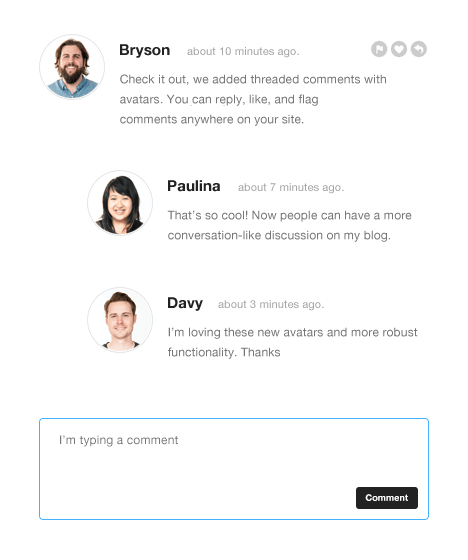 Bryson about 10 minutes ago.
Check it out, we added threaded comments with
avatars. You can reply, like, and flag
comments anywhere on your site.
Paulina about 7 minutes ago.
That's so cool! Now people can have a more
conversation-like discussion on my blog.
Davy about 3 minutes ago.
I'm loving these new avatars and more robust
functionality. Thanks
I'm typing a comment
Comment